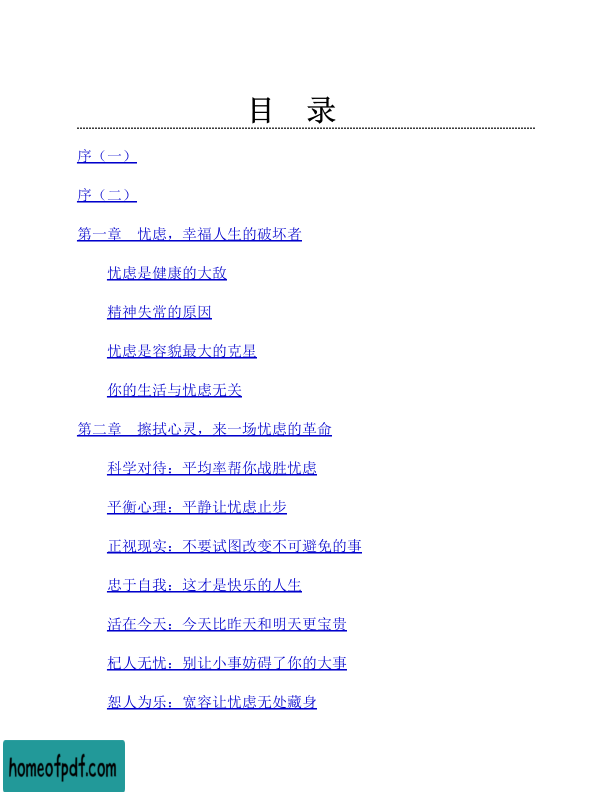 目 录
序（一）
序（二）
第一章 忧虑，幸福人生的破坏者
忧虑是健康的大敌
精神失常的原因
忧虑是容貌最大的克星
你的生活与忧虑无关
第二章 擦拭心灵，来一场忧虑的革命
科学对待：平均率帮你战胜忧虑
平衡心理：平静让忧虑止步
正视现实：不要试图改变不可避免的事
忠于自我：这才是快乐的人生
活在今天：今天比昨天和明天更宝贵
杞人无忧：别让小事妨碍了你的大事
恕人为乐：宽容让忧虑无处藏身
homeofpdf.com